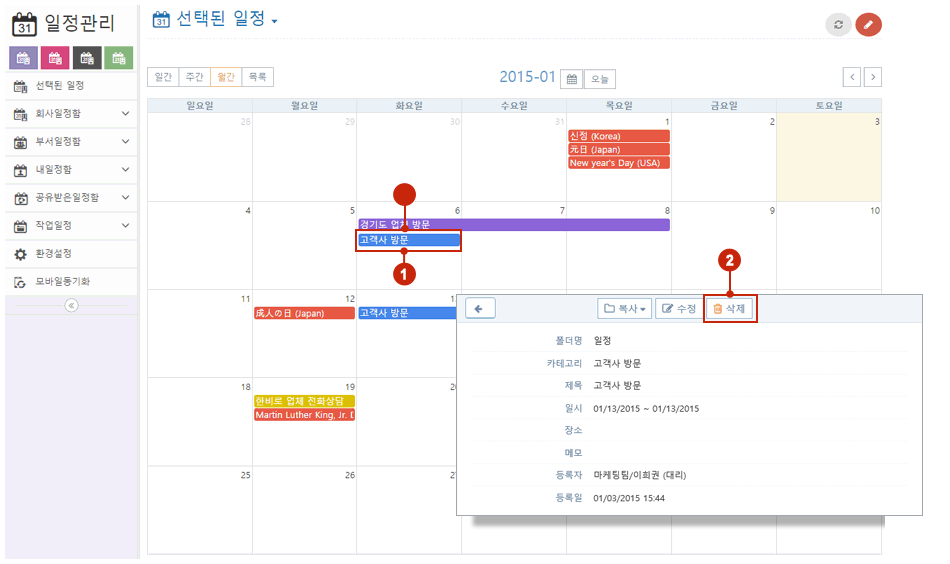 일정관리
선택된 일정
회사일정함
부서일정함
내일정함
공유받은일정함
작업일정
환경설정
모바일동기화
31 선택된 일정
일간 주간 월간 목록
2015-01 오늘
일요일 월요일 화요일 수요일 목요일 금요일 토요일
28 29 30 31 1 2 3
신정 (Korea)
元日 (Japan)
New year's Day (USA)
4 5 6 7 8 9 10
경기도 업체 방문
고객사 방문
1
2
11 12
成人の日 (Japan) 고객사 방문
복사 수정 삭제
폴더명 일정
카테고리 고객사 방문
제목 고객사 방문
일시 01/13/2015 ~ 01/13/2015
장소
메모
등록자 마케팅팀/이희권 (대리)
등록일 01/03/2015 15:44
18 19
한비로 업체 전화상담
Martin Luther King, Jr.
25 26